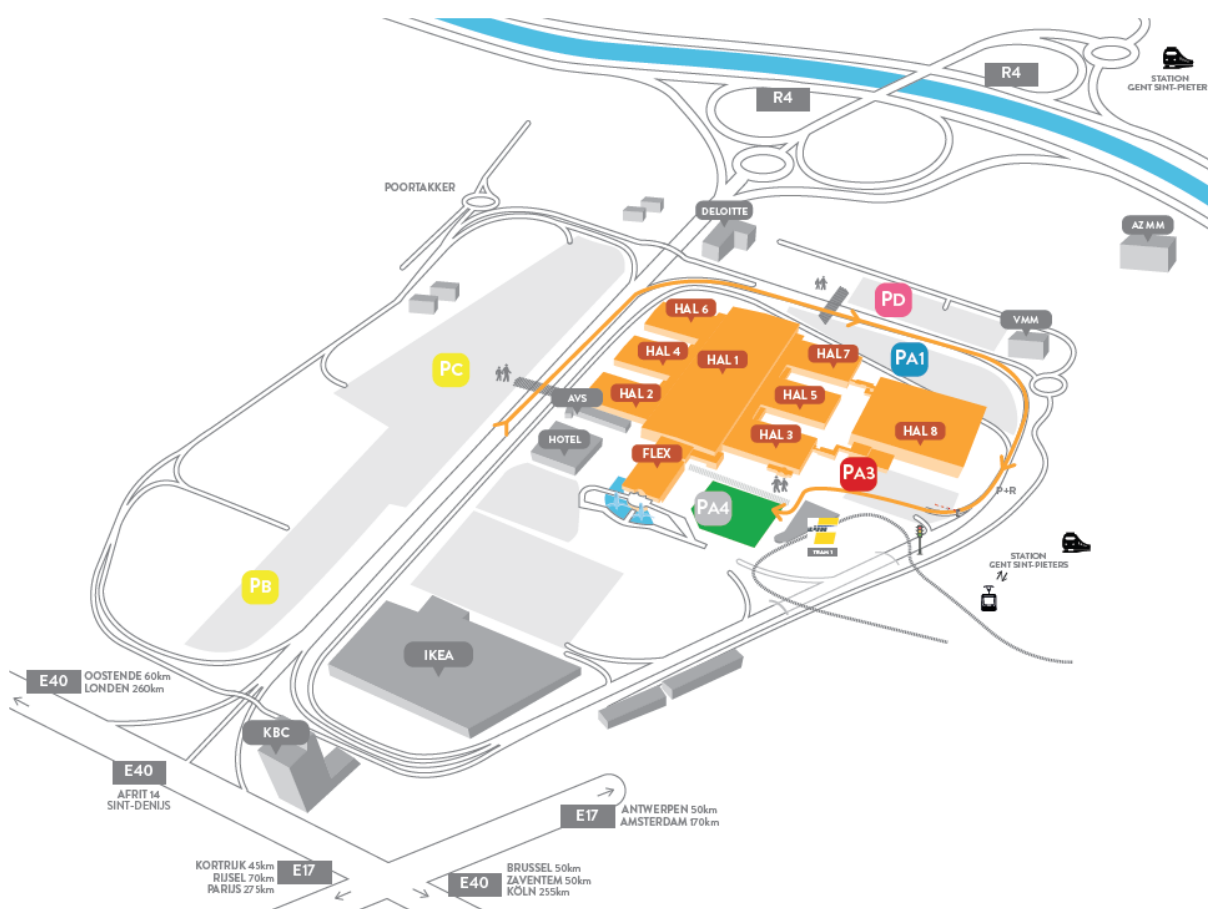 R4
STATION
GENT SINT-PIETER
R4
POORTAKKER
DELOITTE
AZ MM
PD
HAL 6
VMM
HAL 4
HAL 1
HAL 7
PA1
PC
HAL 2
HAL 5
AVS
HOTEL
HAL 3
HAL 8
FLEX
PA3
P+R
PA4
TRAM 1
STATION
GENT SINT-PIETERS
PB
IKEA
E40
OOSTENDE 60km
LONDEN 260km
KBC
E40
AFRIT 14
SINT-DENIJS
E17
ANTWERPEN 50km
AMSTERDAM 170km
KORTRIJK 45km
RIJSEL 70km
PARIJS 275km
E17
E40
BRUSSEL 50km
ZAVENTEM 50km
KÖLN 255km